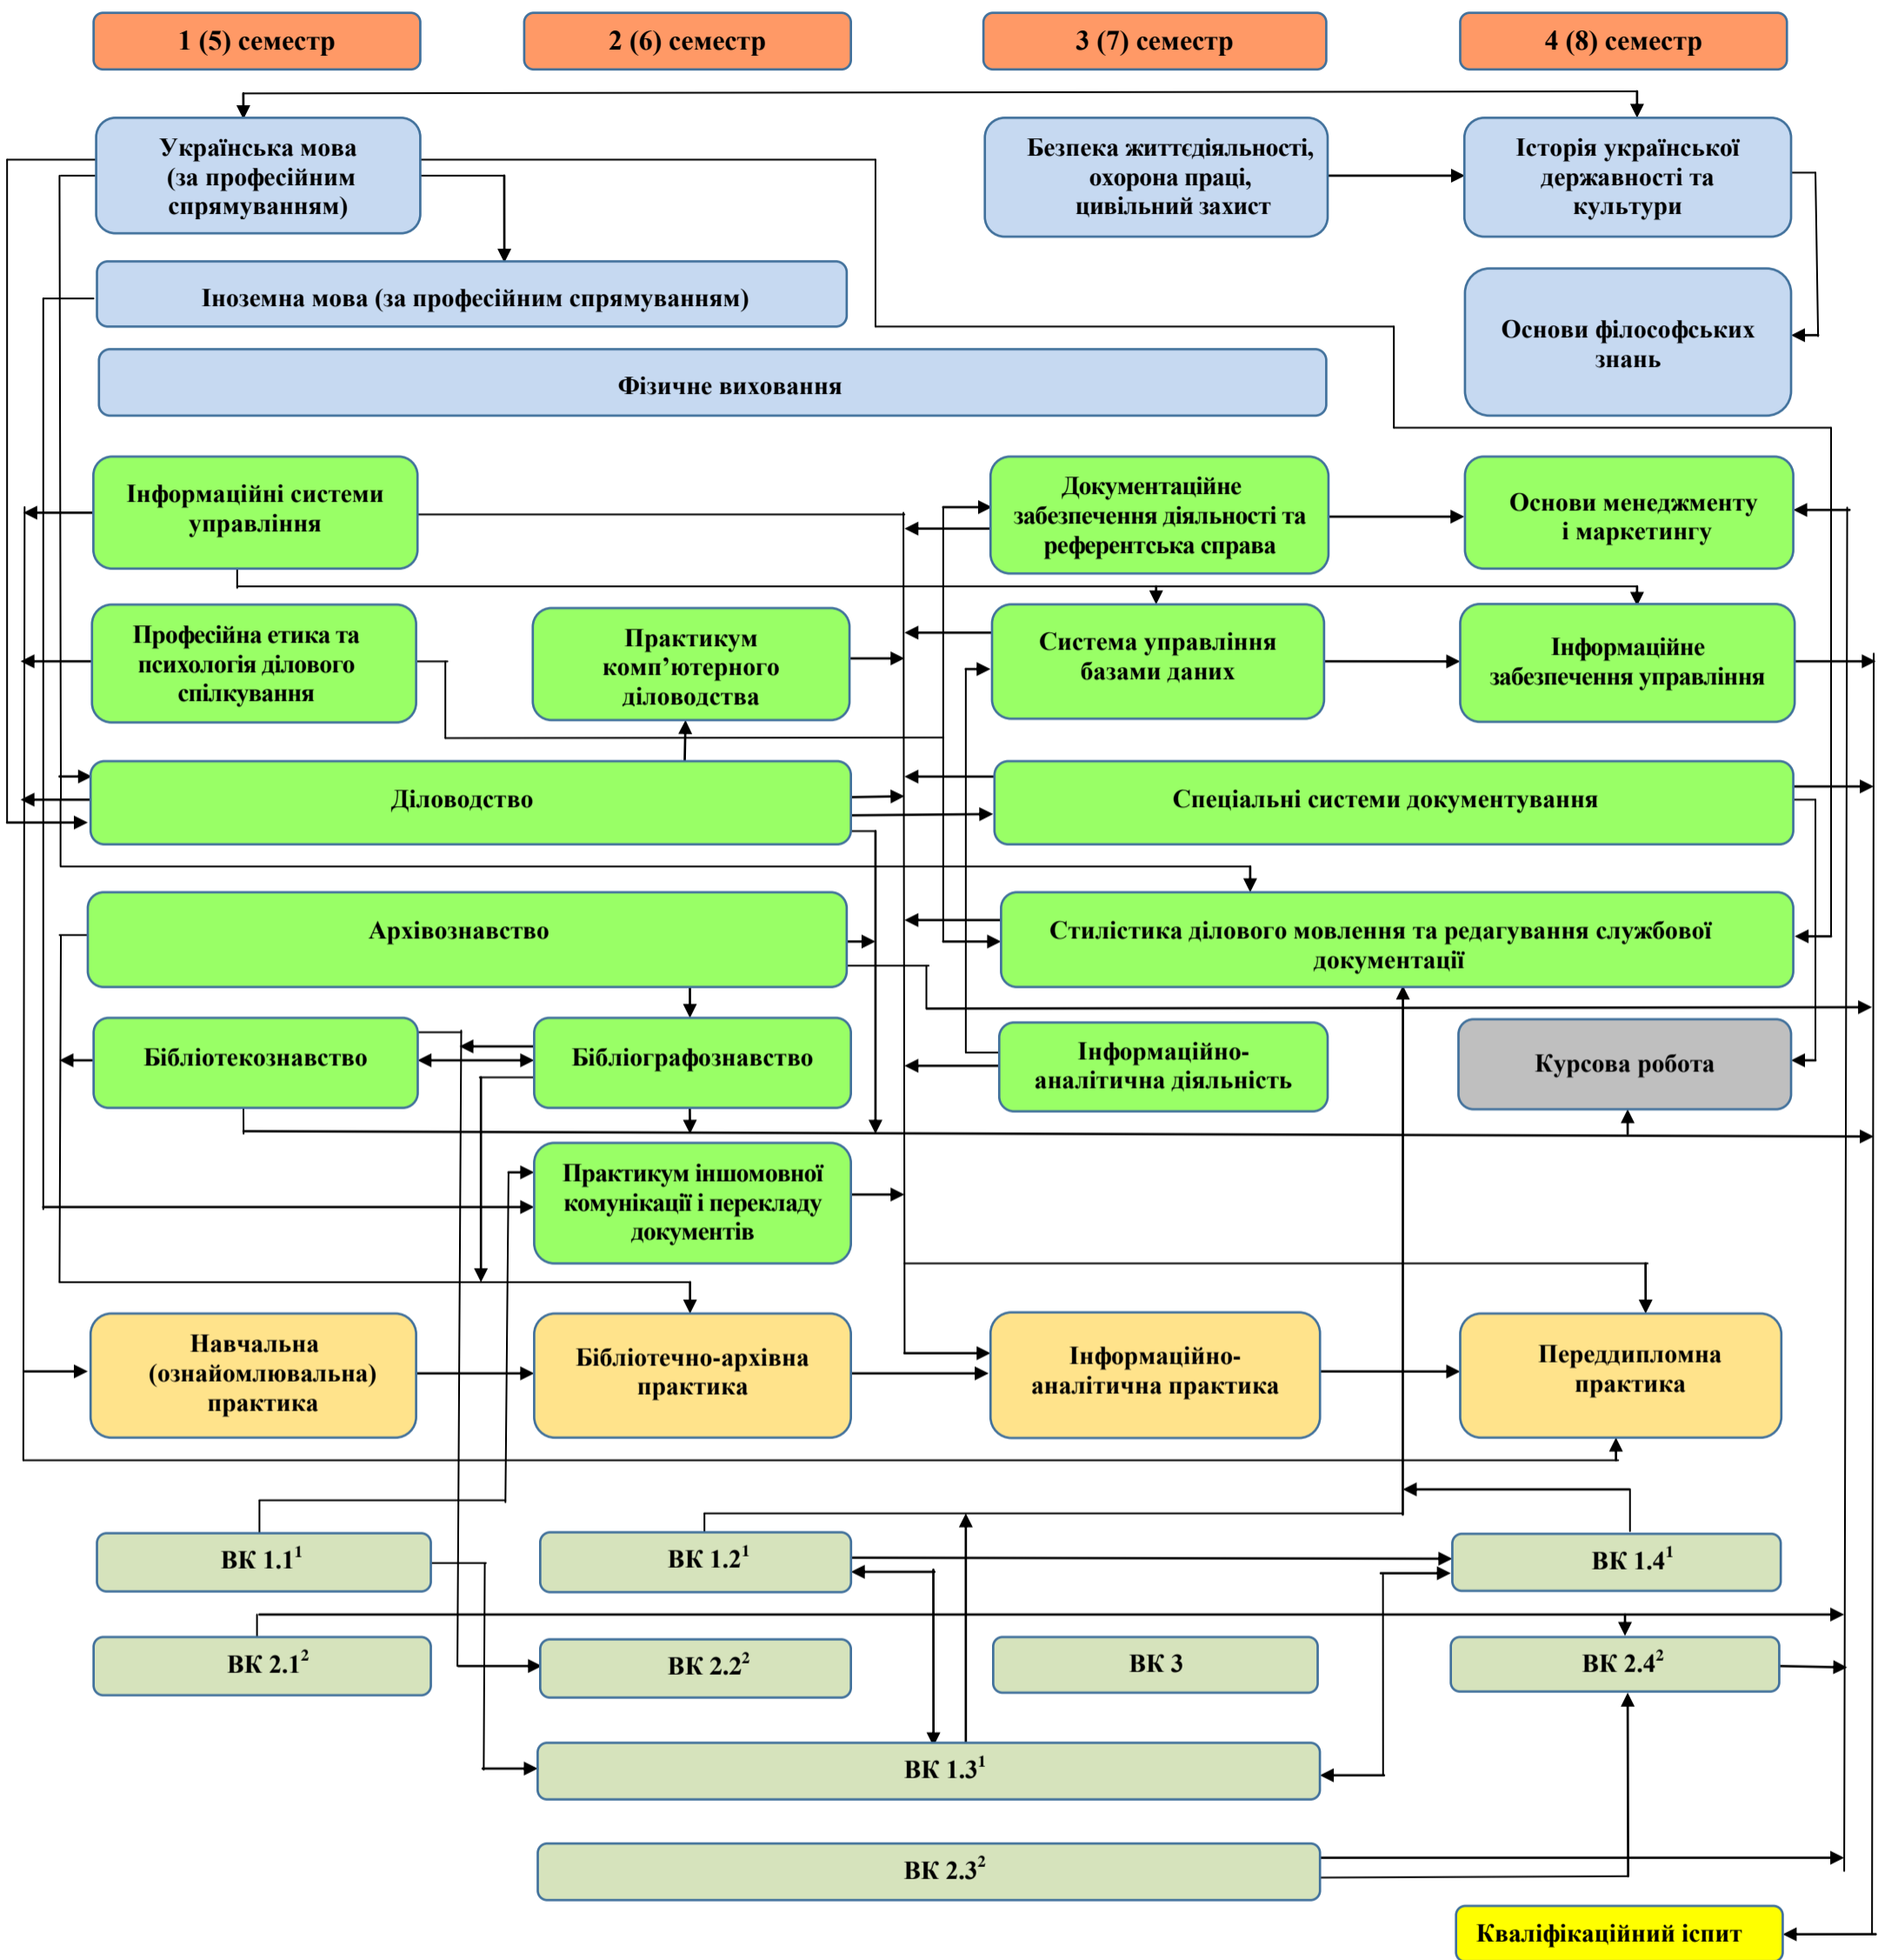 1 (5) семестр
2 (6) семестр
3 (7) семестр
4 (8) семестр
Українська мова
(за професійним
спрямуванням)
Безпека життєдіяльності,
охорона праці,
цивільний захист
Історія української
державності та
культури
Іноземна мова (за професійним спрямуванням)
Основи філософських
знань
Фізичне виховання
Інформаційні системи
управління
Документаційне
забезпечення діяльності та
референтська справа
Основи менеджменту
і маркетингу
Професійна етика та
психологія ділового
спілкування
Практикум
комп’ютерного
діловодства
Система управління
базами даних
Інформаційне
забезпечення управління
Діловодство
Спеціальні системи документування
Архівознавство
Стилістика ділового мовлення та редагування службової
документації
Бібліотекознавство
Бібліографознавство
Інформаційно-
аналітична діяльність
Курсова робота
Практикум іншомовної
комунікації і перекладу
документів
Навчальна
(ознайомлювальна)
практика
Бібліотечно-архівна
практика
Інформаційно-
аналітична практика
Переддипломна
практика
ВК 1.1¹
ВК 1.2¹
ВК 1.4¹
ВК 2.1²
ВК 2.2²
ВК 3
ВК 2.4²
ВК 1.3¹
ВК 2.3²
Кваліфікаційний іспит